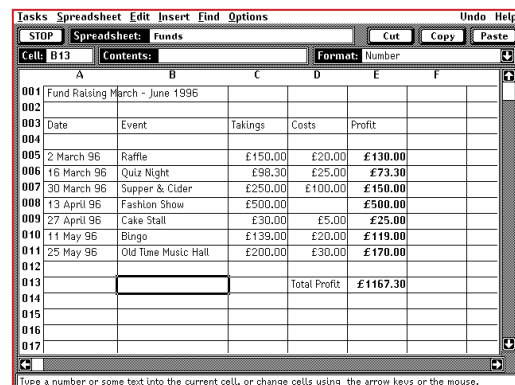 Tasks Spreadsheet Edit Insert Find Options Undo Help
STOP Spreadsheet: Funds Cut Copy Paste
Cell: B13 Contents: Format: Number
A B C D E F
001 Fund Raising March - June 1996
002
003 Date Event Takings Costs Profit
004
005 2 March 96 Raffle £150.00 £20.00 £130.00
006 16 March 96 Quiz Night £98.30 £25.00 £73.30
007 30 March 96 Supper & Cider £250.00 £100.00 £150.00
008 13 April 96 Fashion Show £500.00 £500.00
009 27 April 96 Cake Stall £30.00 £5.00 £25.00
010 11 May 96 Bingo £139.00 £20.00 £119.00
011 25 May 96 Old Time Music Hall £200.00 £30.00 £170.00
012
013 Total Profit £1167.30
014
015
016
017
Type a number or some text into the current cell, or change cells using the arrow keys or the mouse.